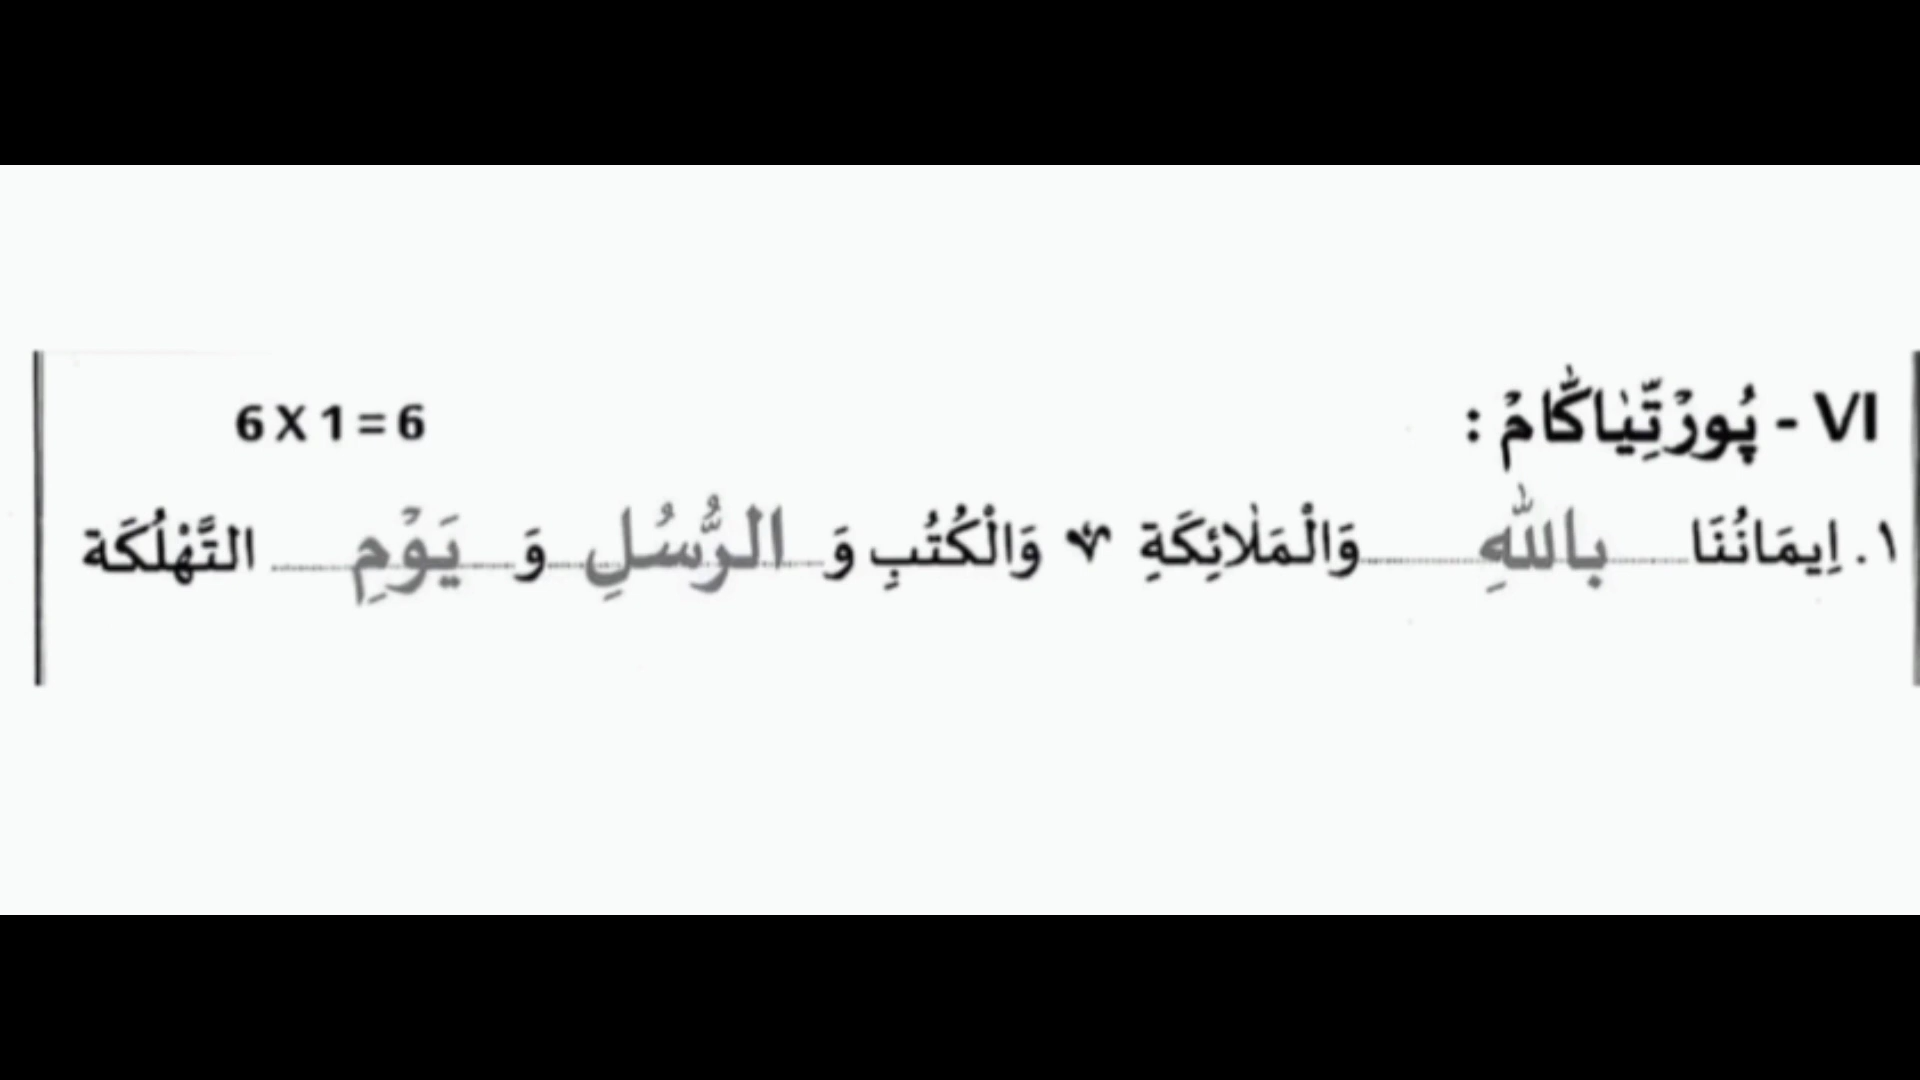 VI - پُورْتِّيٰاكَّامْ : 6 X 1 = 6
١. اِيمَانُنَا بِاللّٰهِ وَالْمَلٰائِكَةِ * وَالْكُتُبِ وَ الرُّسُلِ وَ يَوْمِ التَّهْلُكَة